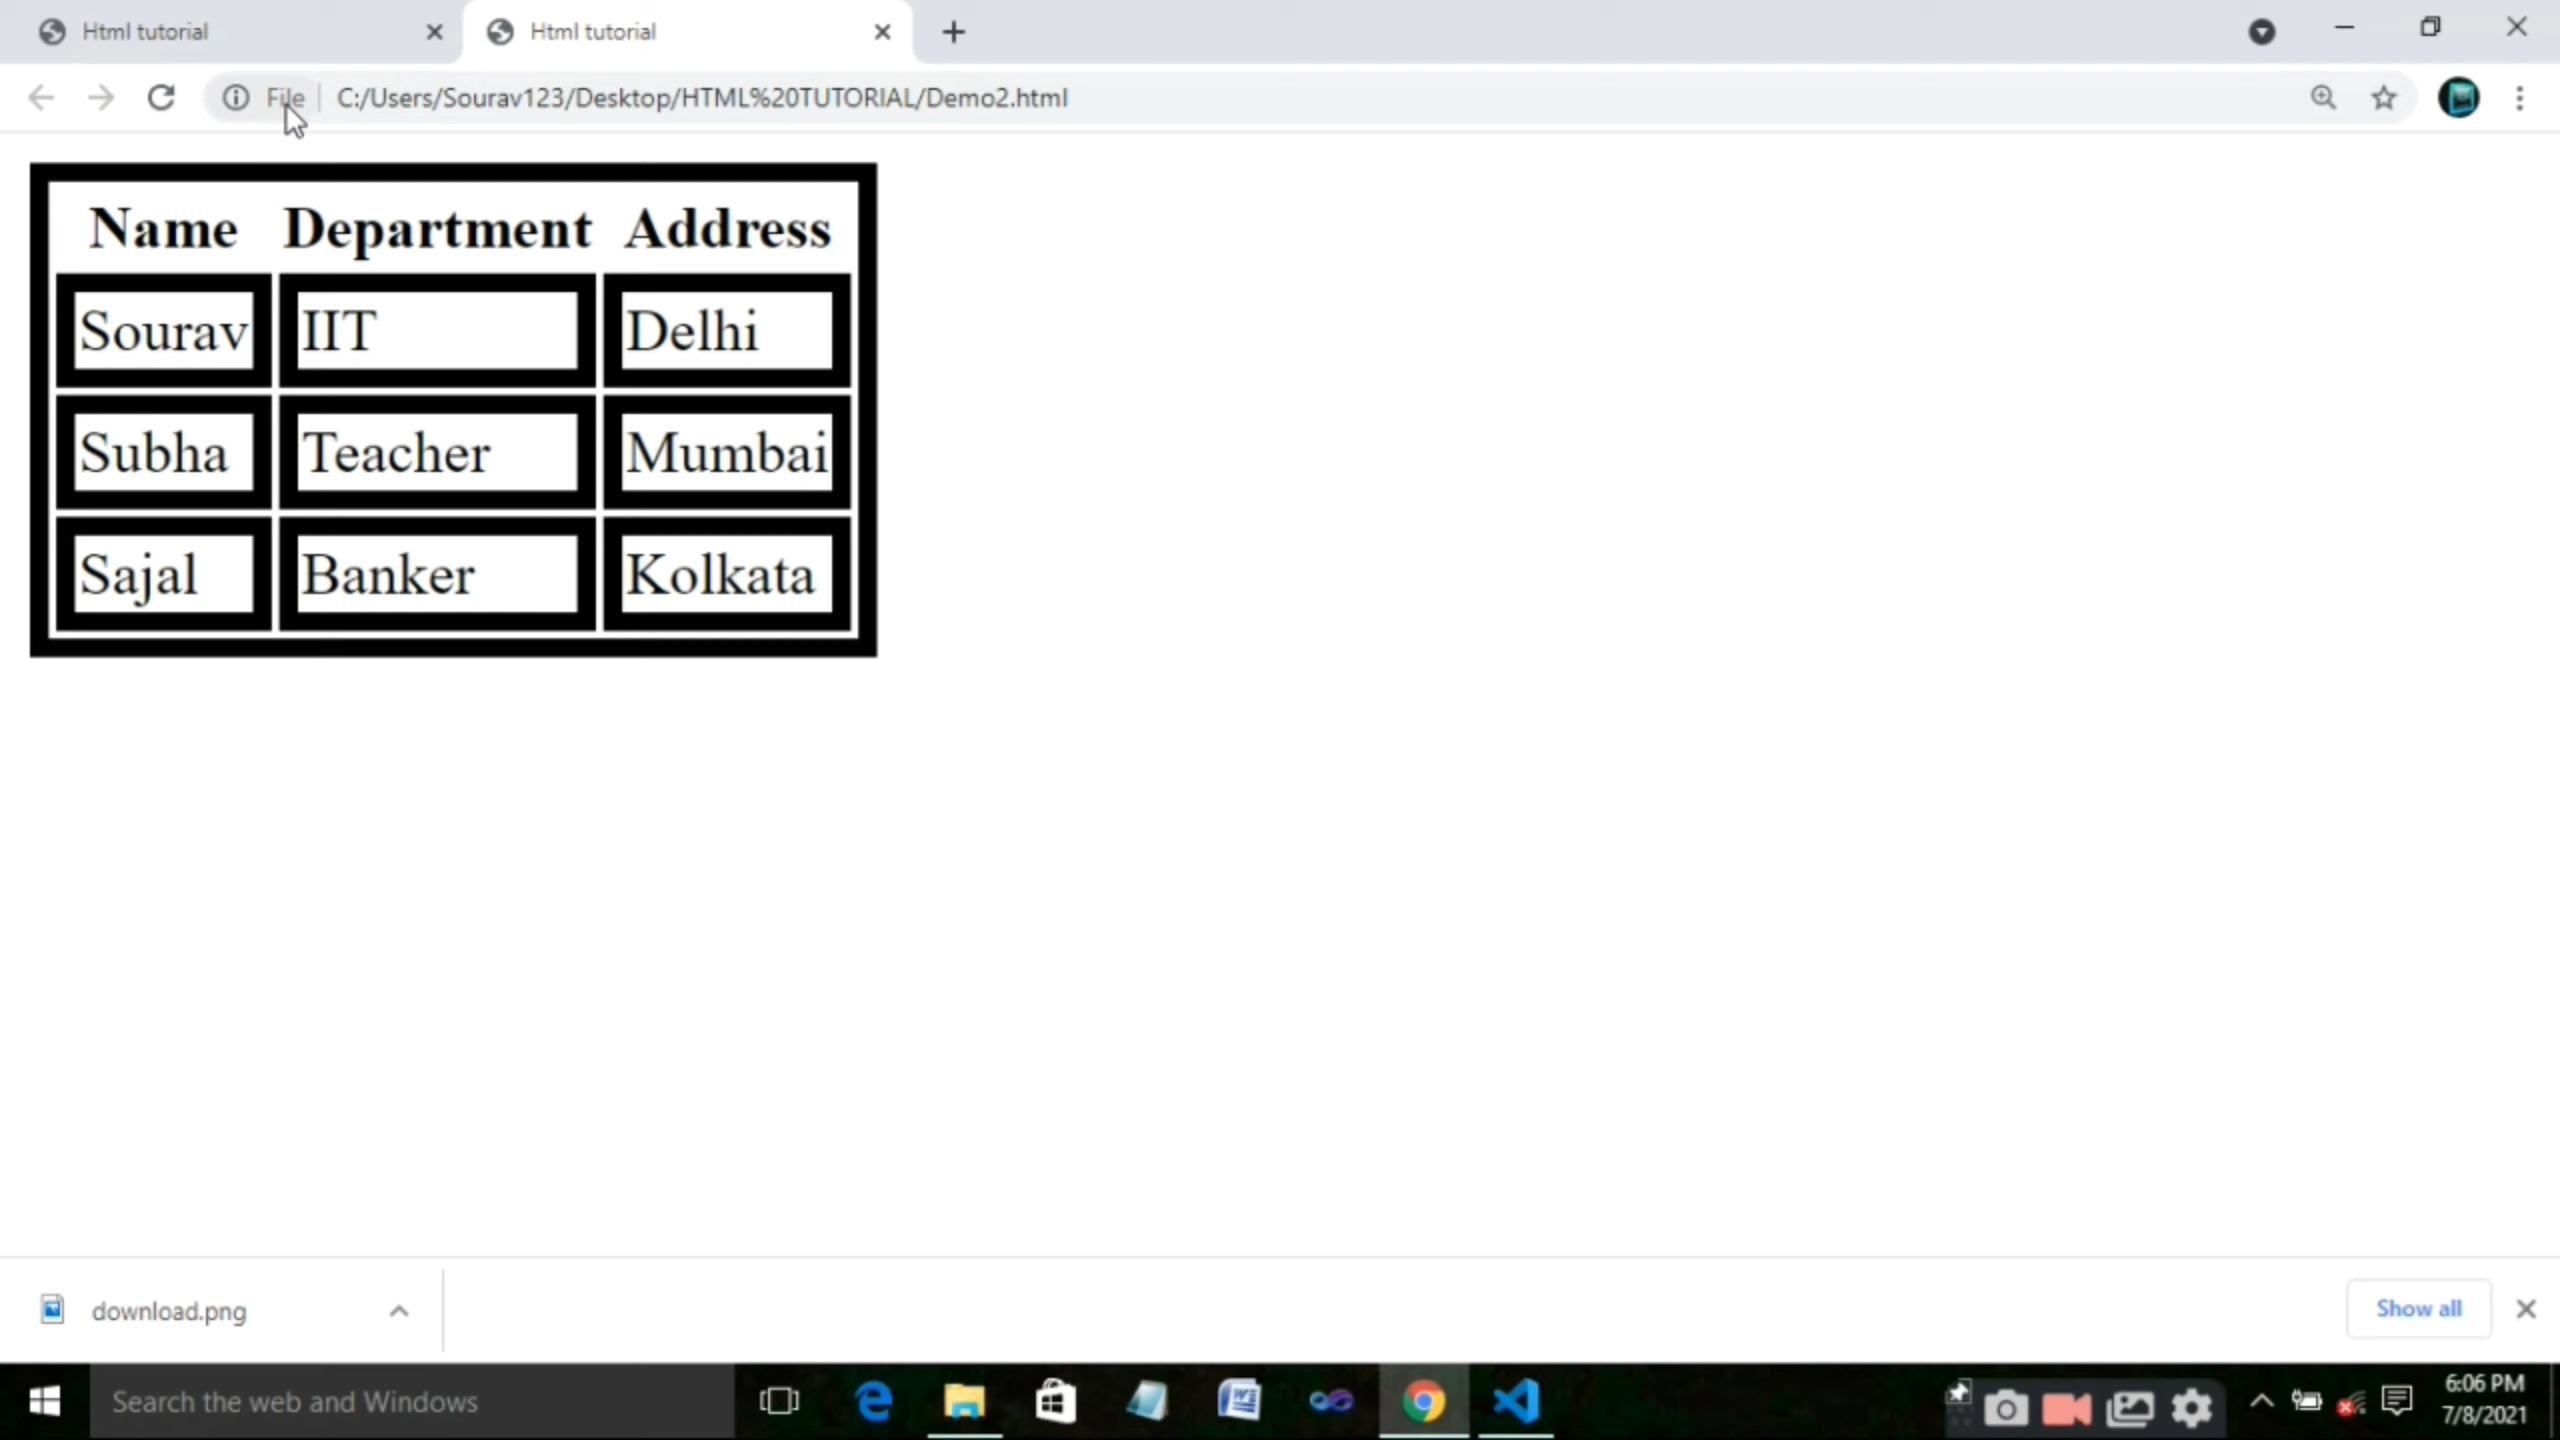 Html tutorial
Html tutorial
File
C:/Users/Sourav123/Desktop/HTML%20TUTORIAL/Demo2.html
Name Department Address
Sourav IIT Delhi
Subha Teacher Mumbai
Sajal Banker Kolkata
download.png
Show all
Search the web and Windows
6:06 PM
7/8/2021